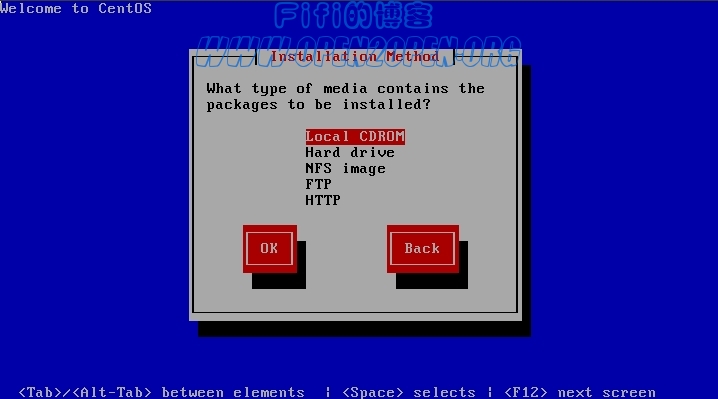 Welcome to CentOS
Fifi的博客
WWW.OPEN2OPEN.ORG
Installation Method
What type of media contains the
packages to be installed?
Local CDROM
Hard drive
NFS image
FTP
HTTP
OK
Back
<Tab>/<Alt-Tab> between elements | <Space> selects | <F12> next screen